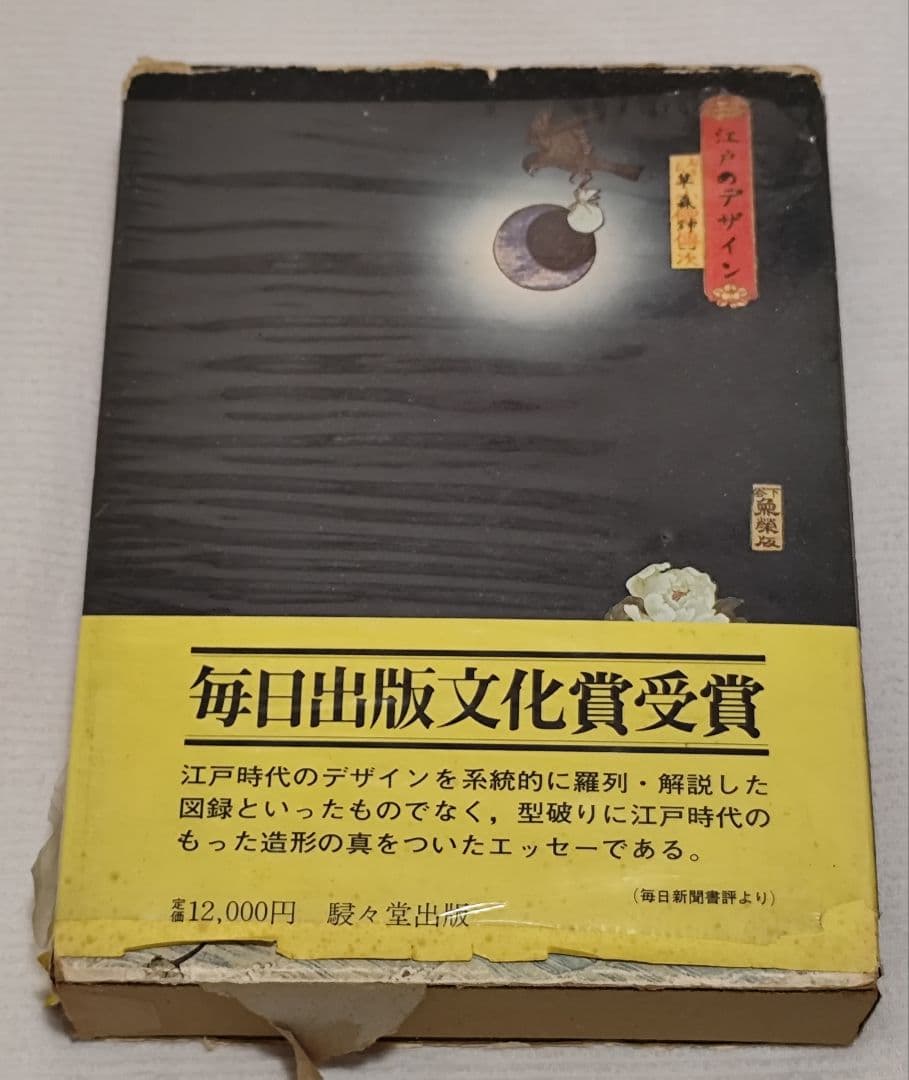 江戸のデザイン
草森紳一
下谷
魚栄版
毎日出版文化賞受賞
江戸時代のデザインを系統的に羅列・解説した
図録といったものでなく，型破りに江戸時代の
もった造形の真をついたエッセーである。
（毎日新聞書評より）
定価12,000円　駸々堂出版